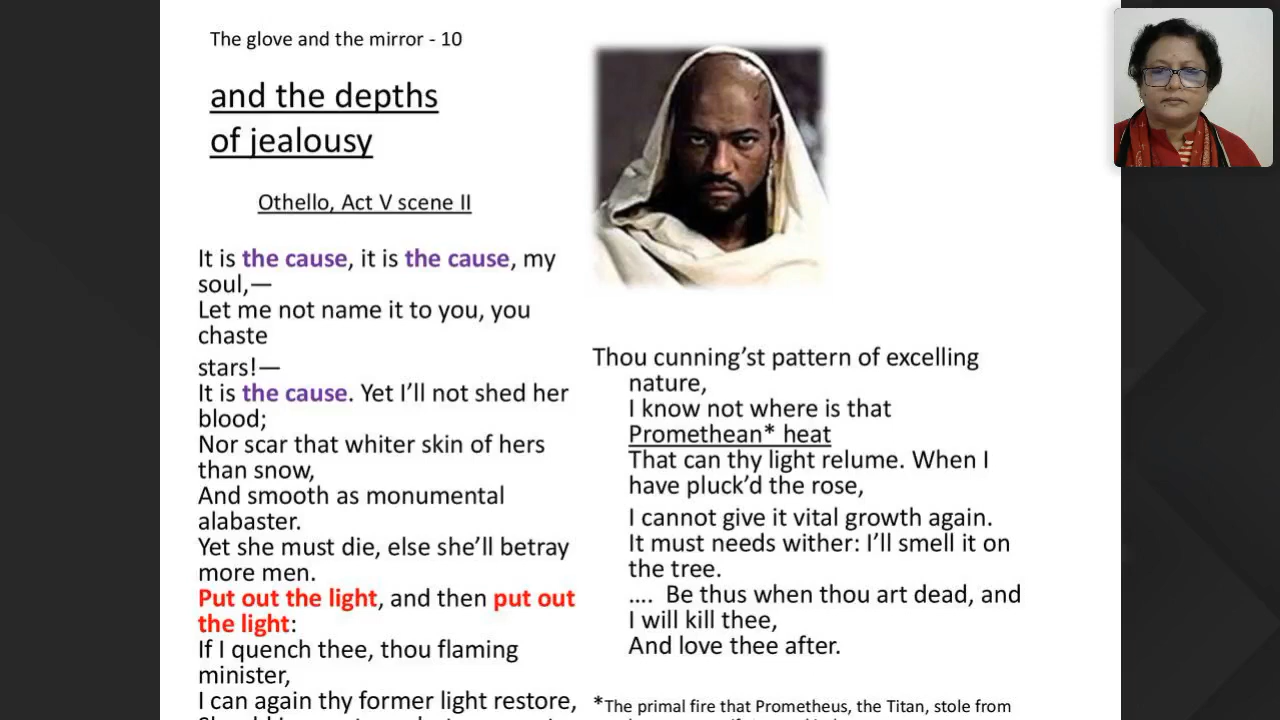 The glove and the mirror - 10
and the depths
of jealousy
Othello, Act V scene II
It is the cause, it is the cause, my
soul,—
Let me not name it to you, you
chaste
stars!—
It is the cause. Yet I’ll not shed her
blood;
Nor scar that whiter skin of hers
than snow,
And smooth as monumental
alabaster.
Yet she must die, else she’ll betray
more men.
Put out the light, and then put out
the light:
If I quench thee, thou flaming
minister,
I can again thy former light restore,
Thou cunning’st pattern of excelling
nature,
I know not where is that
Promethean* heat
That can thy light relume. When I
have pluck’d the rose,
I cannot give it vital growth again.
It must needs wither: I’ll smell it on
the tree.
.... Be thus when thou art dead, and
I will kill thee,
And love thee after.
*The primal fire that Prometheus, the Titan, stole from